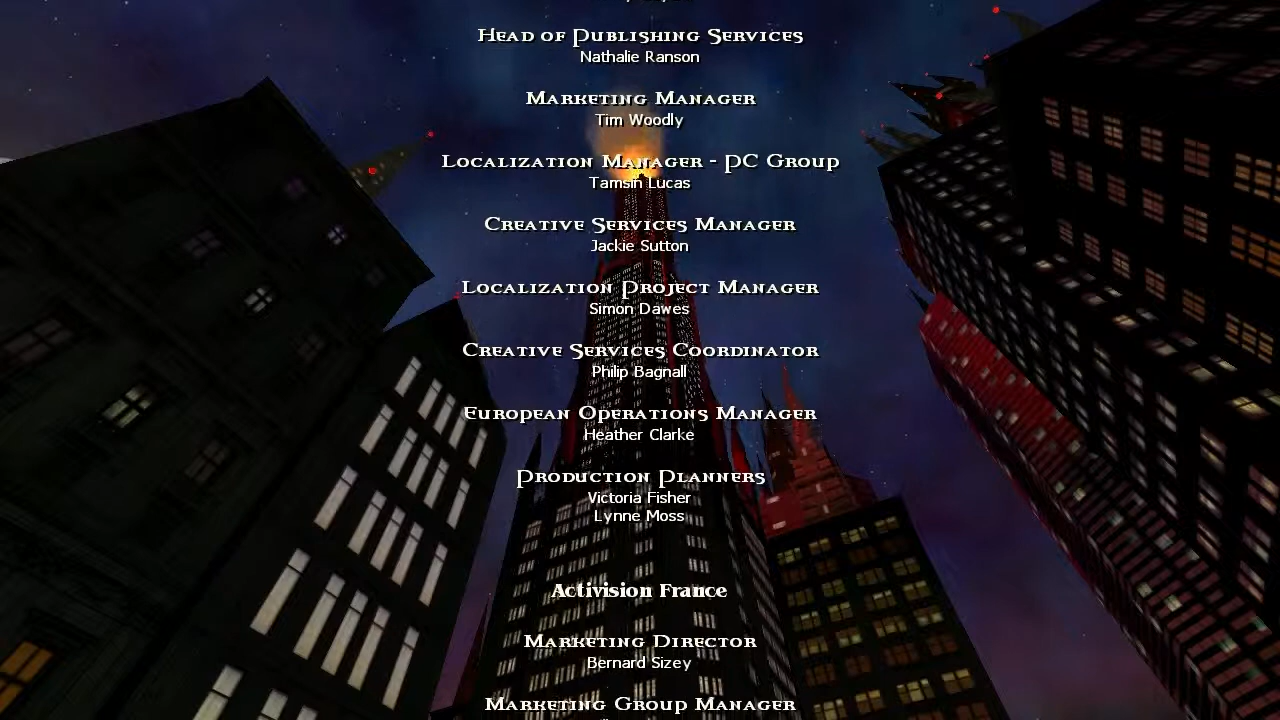 Head of Publishing Services
Nathalie Ranson
Marketing Manager
Tim Woodly
Localization Manager - PC Group
Tamsin Lucas
Creative Services Manager
Jackie Sutton
Localization Project Manager
Simon Dawes
Creative Services Coordinator
Philip Bagnall
European Operations Manager
Heather Clarke
Production Planners
Victoria Fisher
Lynne Moss
Activision France
Marketing Director
Bernard Sizey
Marketing Group Manager